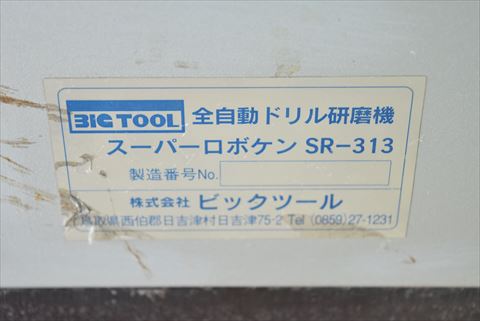 BIG TOOL 全自動ドリル研磨機
スーパーロボケン SR-313
製造番号No.
株式会社 ビックツール
取県西伯郡日吉津村日吉津75-2 Tel (0859)27-1231